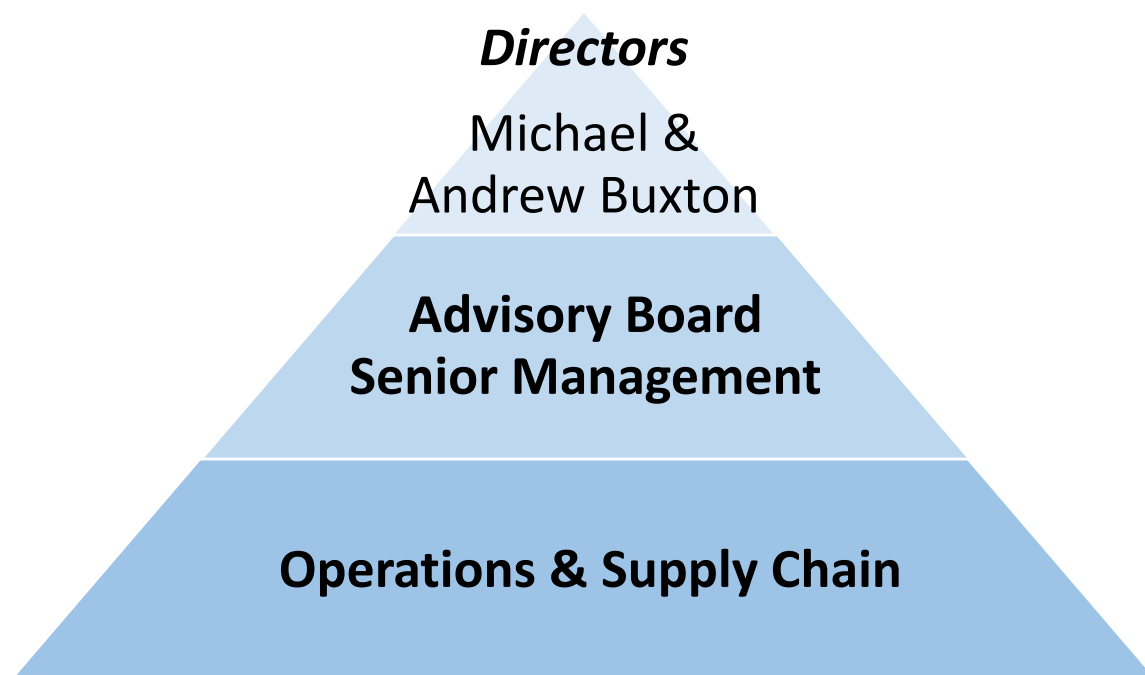 Directors
Michael &
Andrew Buxton
Advisory Board
Senior Management
Operations & Supply Chain